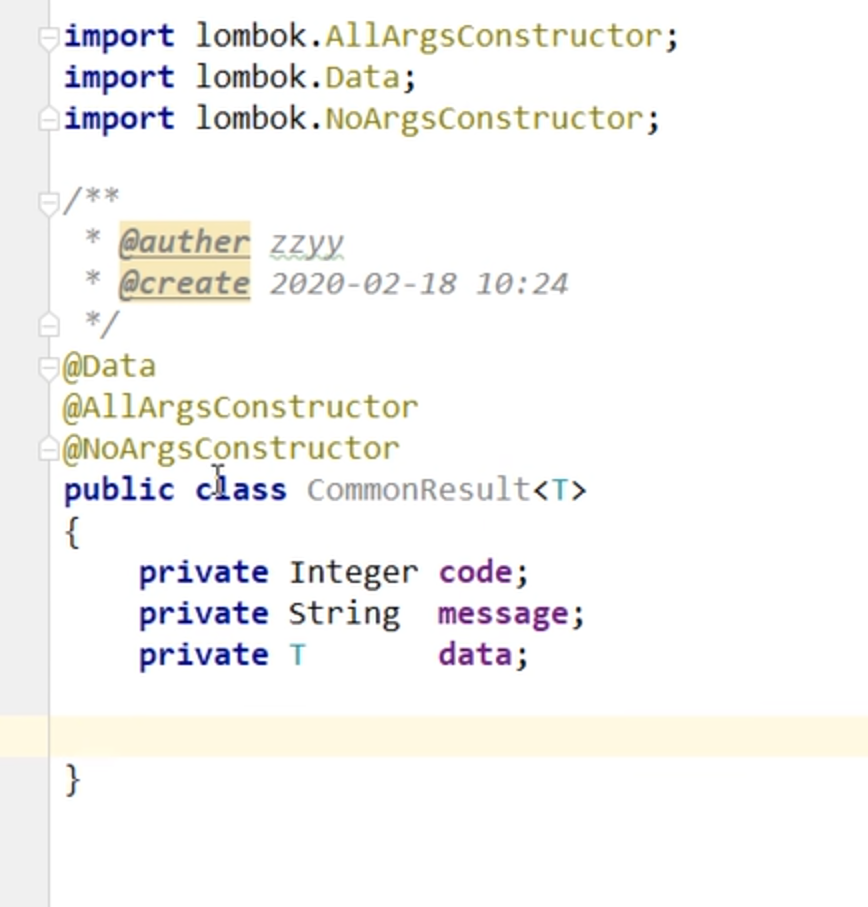 import lombok.AllArgsConstructor;
import lombok.Data;
import lombok.NoArgsConstructor;
/**
 * @auther zzyy
 * @create 2020-02-18 10:24
 */
@Data
@AllArgsConstructor
@NoArgsConstructor
public class CommonResult<T>
{
    private Integer code;
    private String  message;
    private T       data;
}